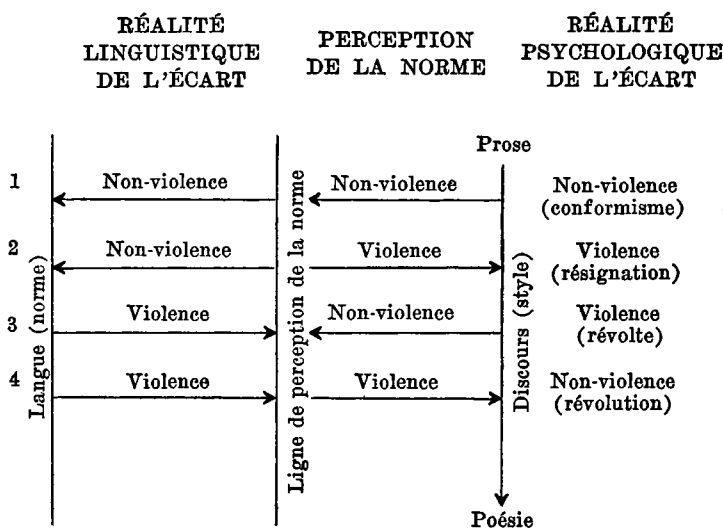 RÉALITÉ
LINGUISTIQUE
DE L'ÉCART
PERCEPTION
DE LA NORME
RÉALITÉ
PSYCHOLOGIQUE
DE L'ÉCART
Prose
1
Non-violence
Non-violence
Non-violence
(conformisme)
2
Non-violence
Violence
Violence
(résignation)
3
Violence
Non-violence
Violence
(révolte)
4
Violence
Violence
Non-violence
(révolution)
Langue (norme)
Ligne de perception de la norme
Discours (style)
Poésie